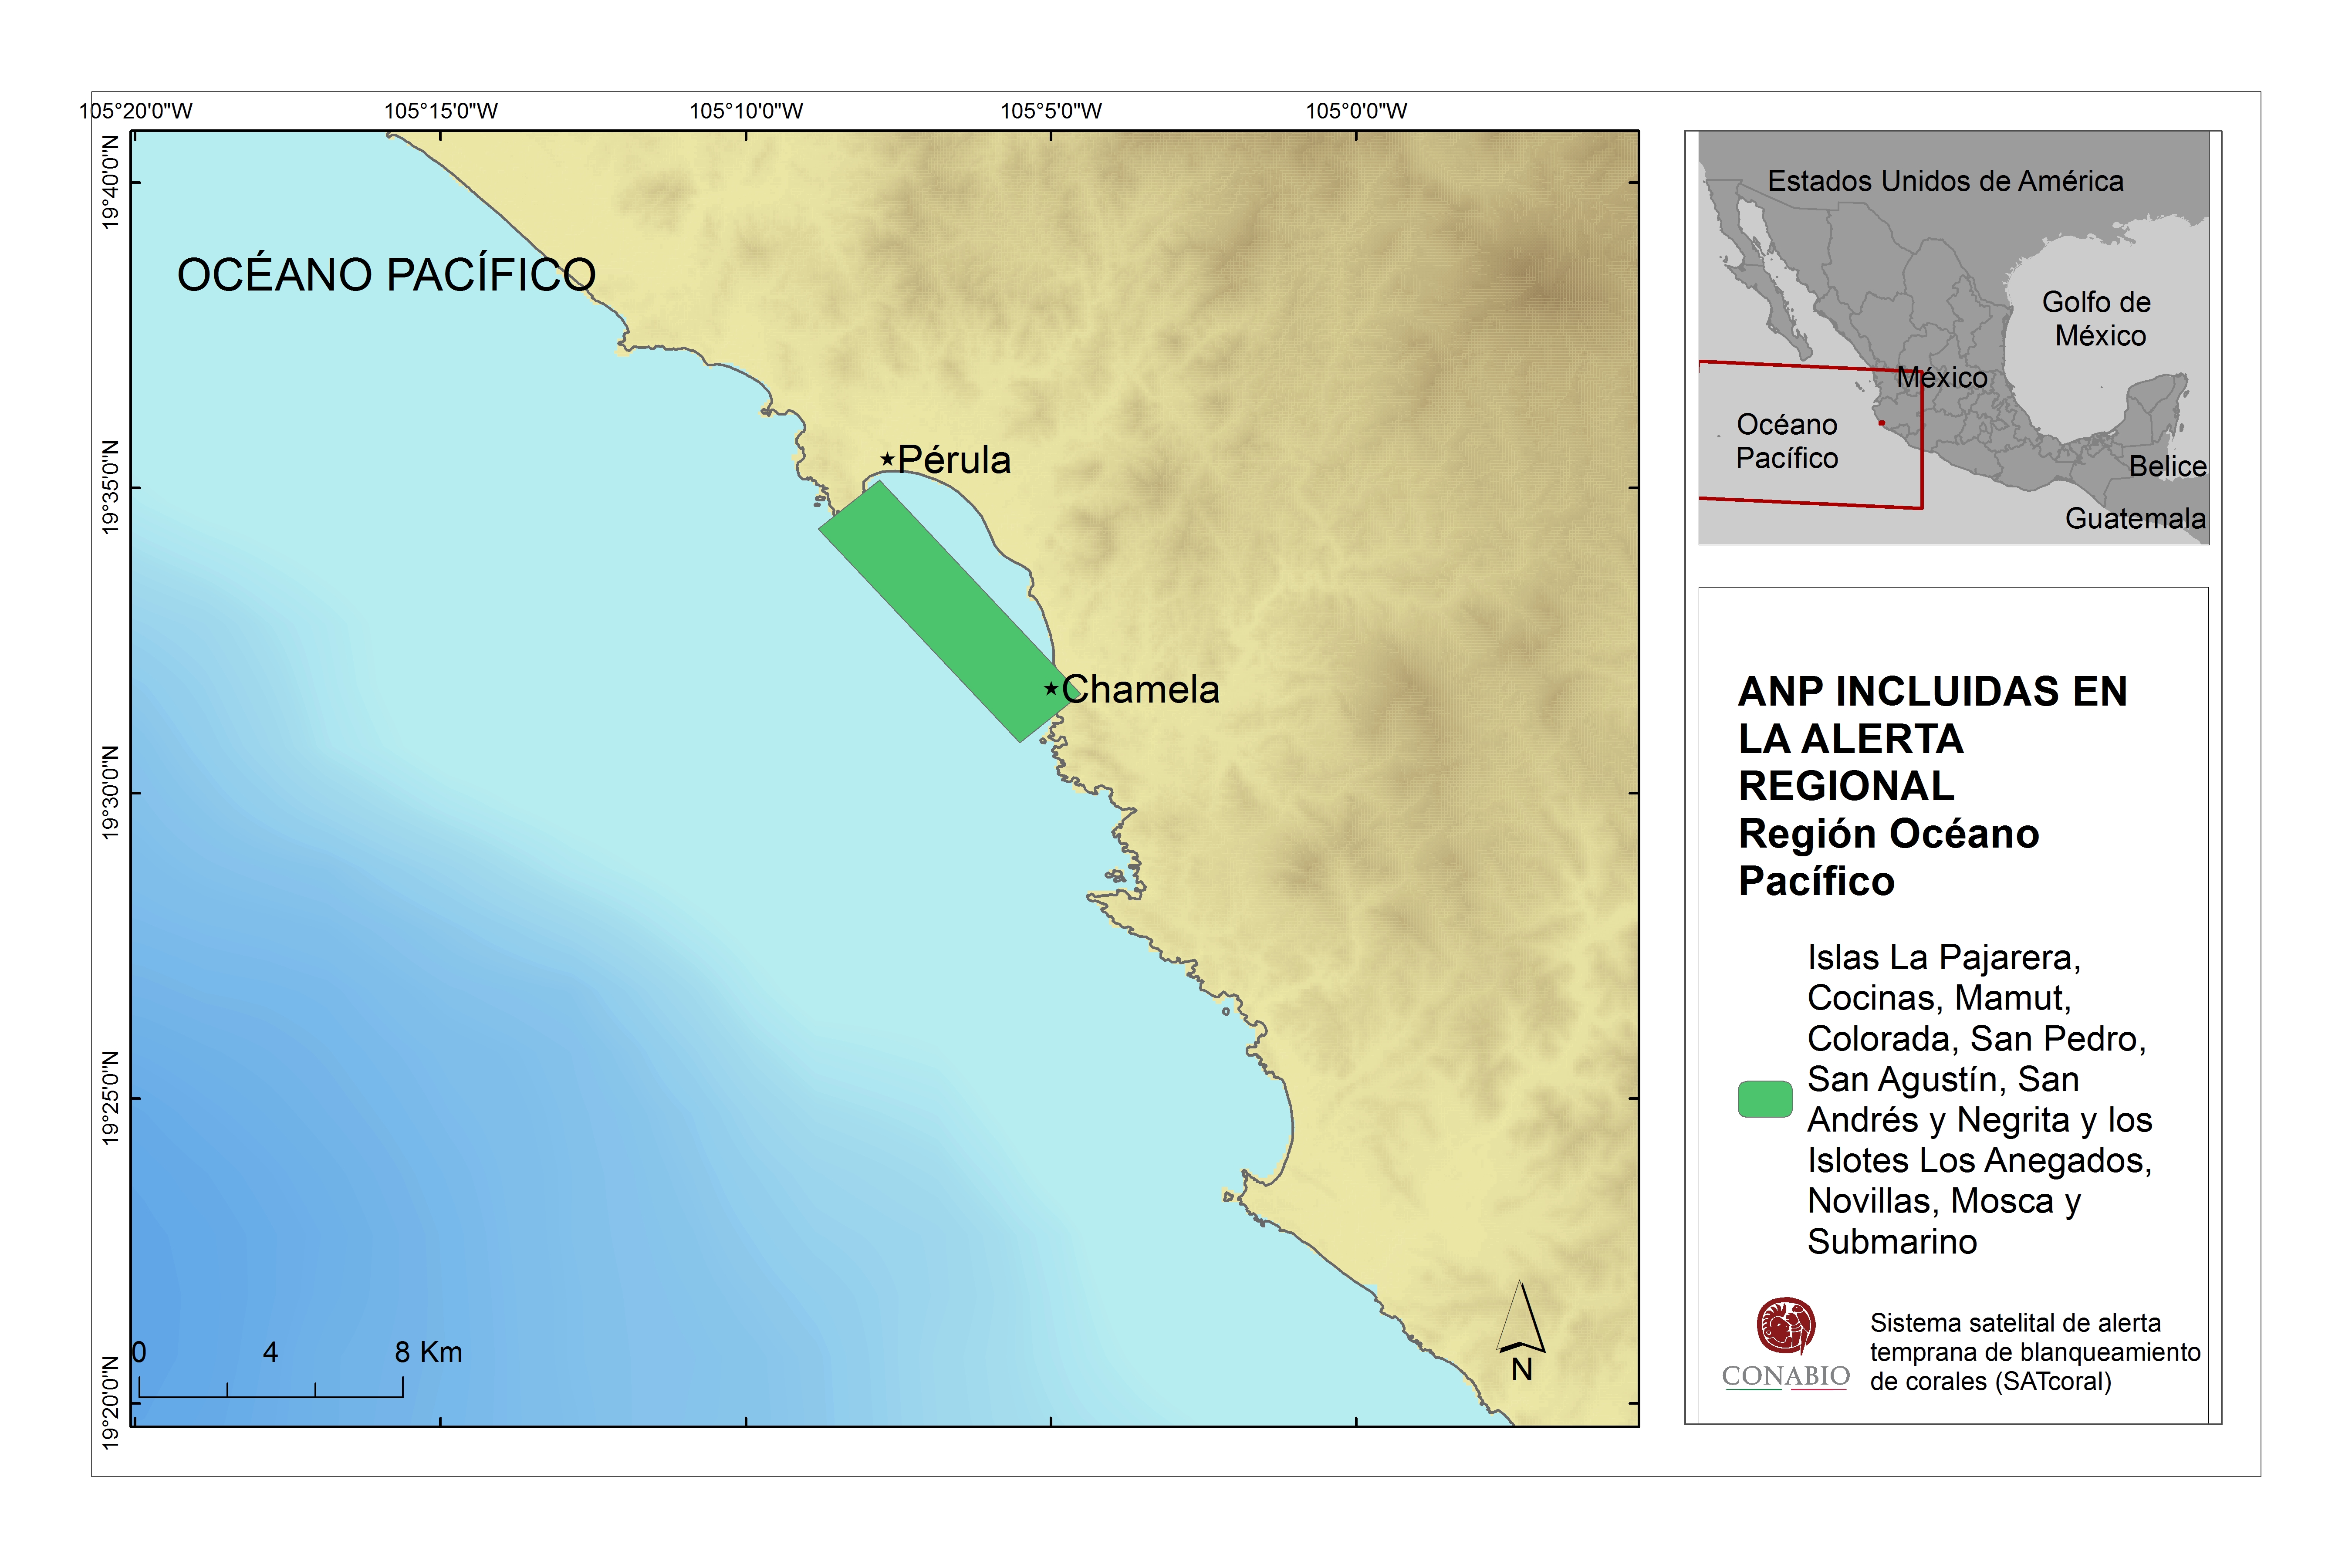 105°20'0"W
105°15'0"W
105°10'0"W
105°5'0"W
105°0'0"W
19°40'0"N
19°35'0"N
19°30'0"N
19°25'0"N
19°20'0"N
OCÉANO PACÍFICO
Pérula
Chamela
0 4 8 Km
N
Estados Unidos de América
Golfo de
México
México
Océano
Pacífico
Belice
Guatemala
ANP INCLUIDAS EN
LA ALERTA
REGIONAL
Región Océano
Pacífico
Islas La Pajarera,
Cocinas, Mamut,
Colorada, San Pedro,
San Agustín, San
Andrés y Negrita y los
Islotes Los Anegados,
Novillas, Mosca y
Submarino
CONABIO
Sistema satelital de alerta
temprana de blanqueamiento
de corales (SATcoral)